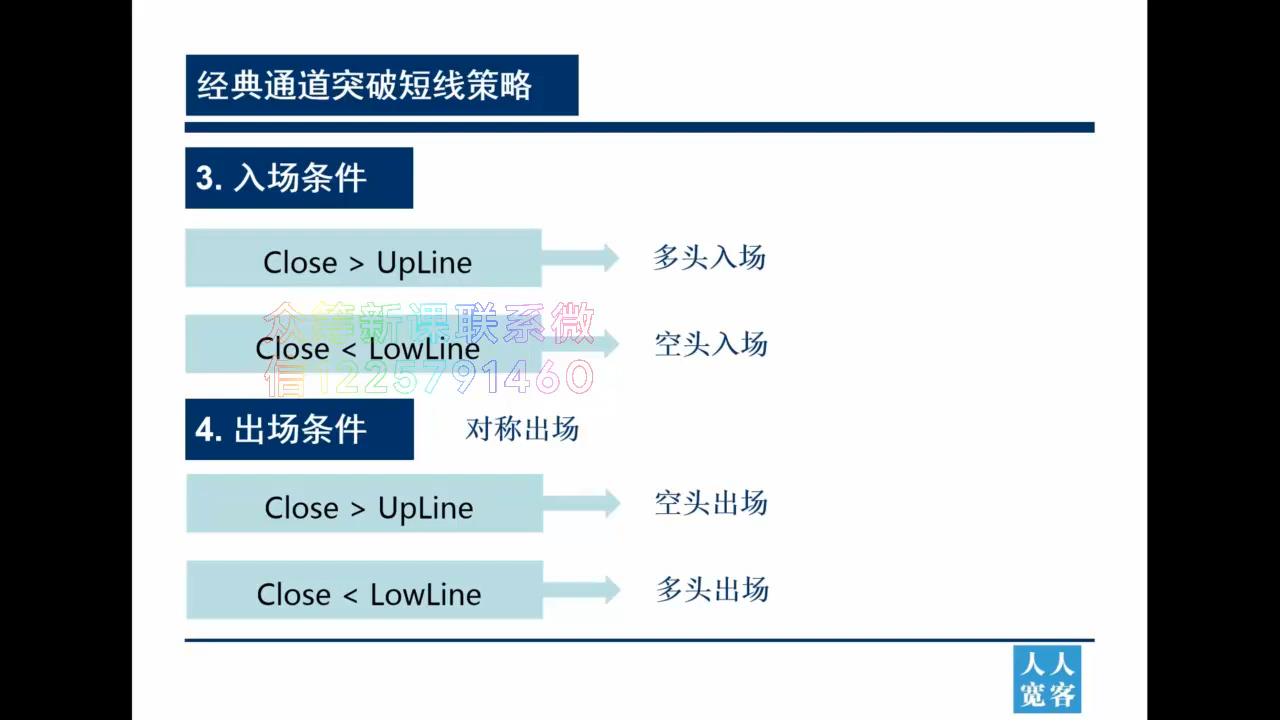 经典通道突破短线策略
3. 入场条件
Close > UpLine
多头入场
众筹新课联系微
信1225791460
Close < LowLine
空头入场
4. 出场条件
对称出场
Close > UpLine
空头出场
Close < LowLine
多头出场
人人
宽客